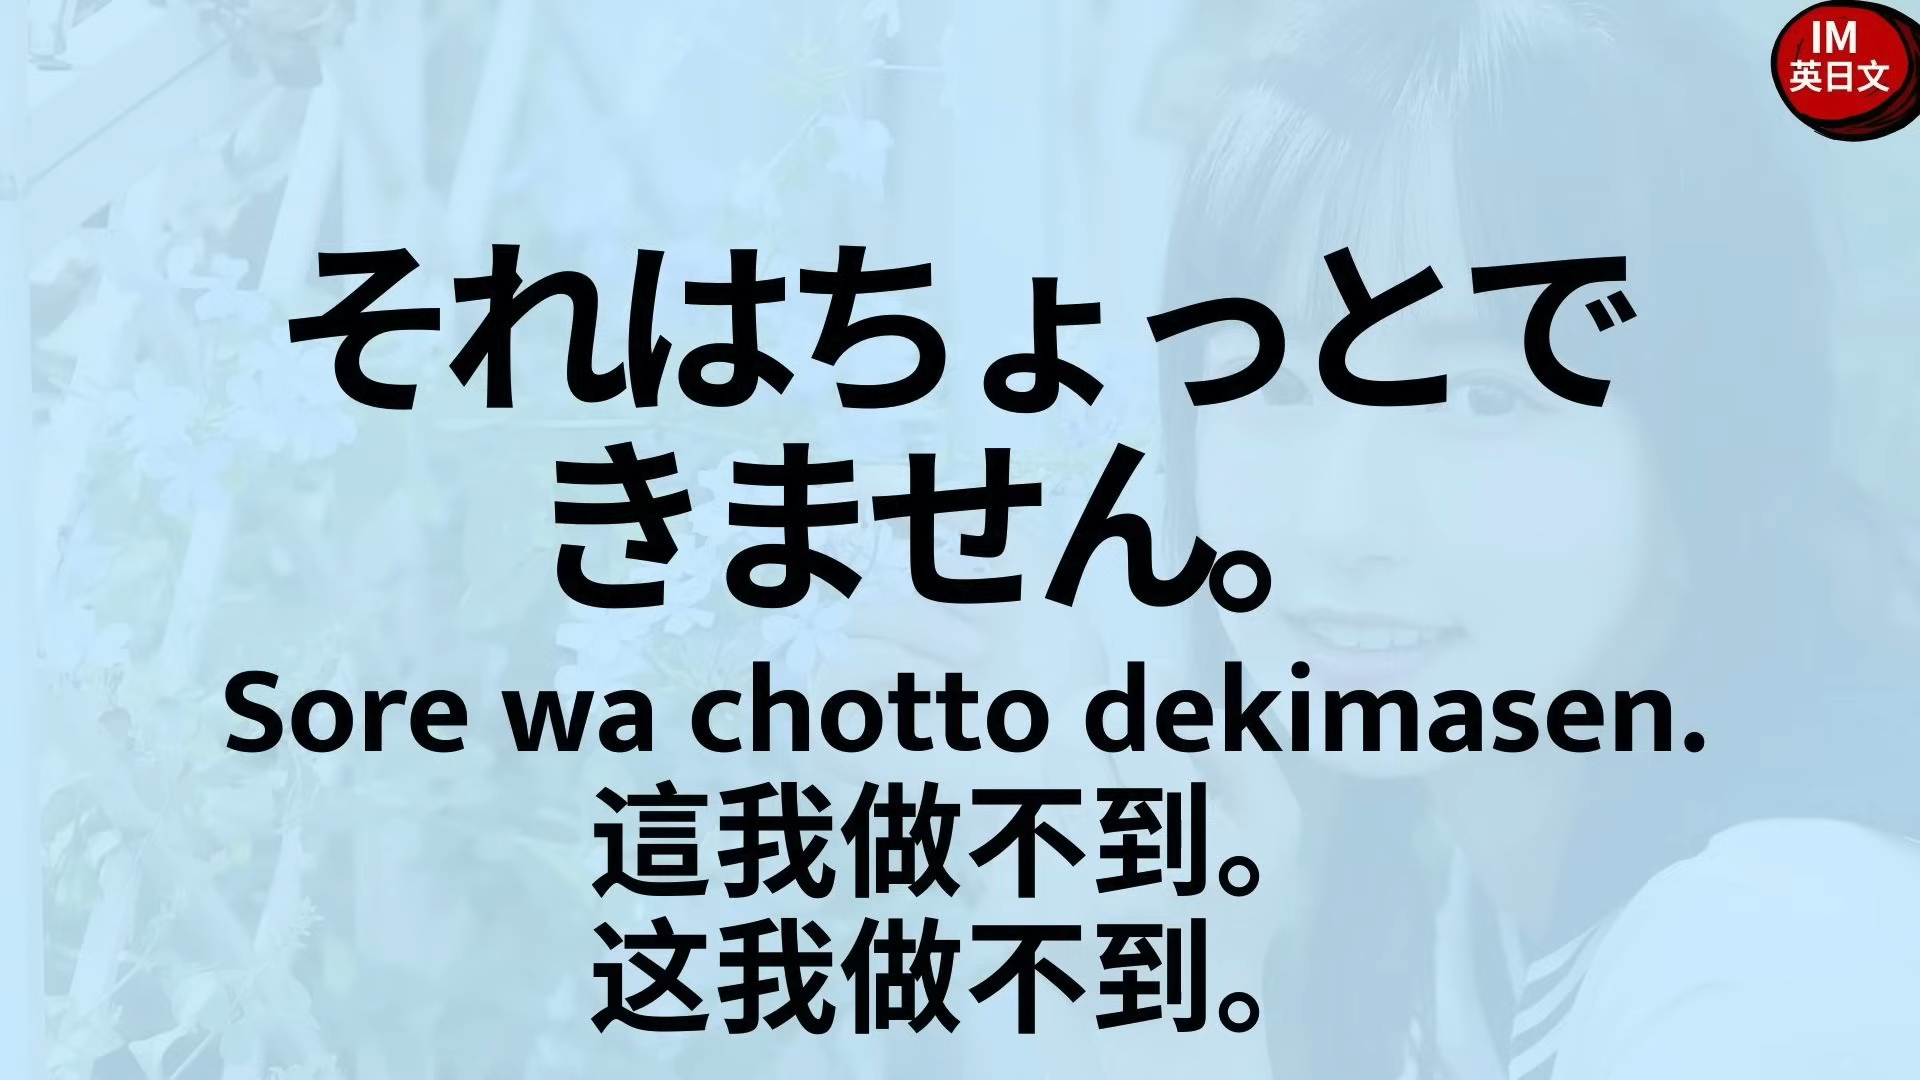 IM
英日文
それはちょっとで
きません。
Sore wa chotto dekimasen.
這我做不到。
这我做不到。